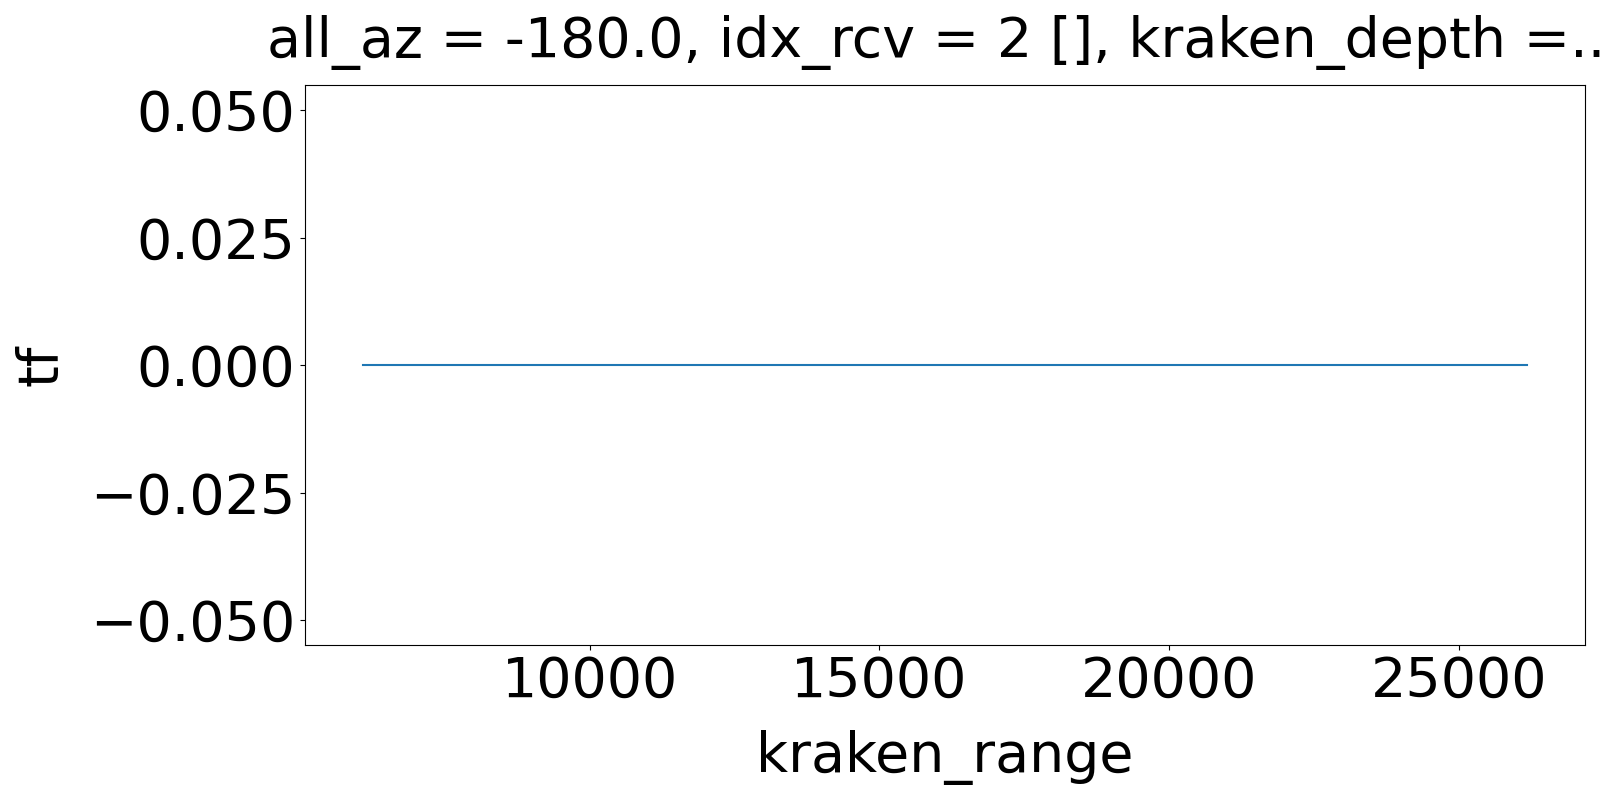 all_az = -180.0, idx_rcv = 2 [], kraken_depth =..
0.050
0.025
0.000
−0.025
−0.050
tf
10000 15000 20000 25000
kraken_range